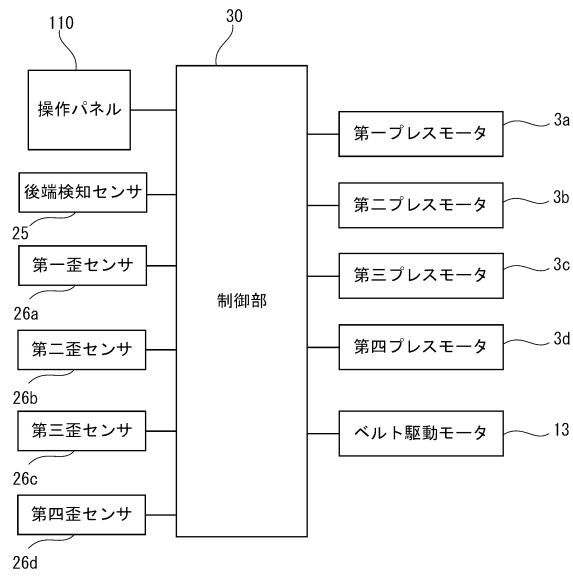 110
操作パネル
後端検知センサ
25
第一歪センサ
26a
第二歪センサ
26b
第三歪センサ
26c
第四歪センサ
26d
30
制御部
第一プレスモータ
3a
第二プレスモータ
3b
第三プレスモータ
3c
第四プレスモータ
3d
ベルト駆動モータ
13